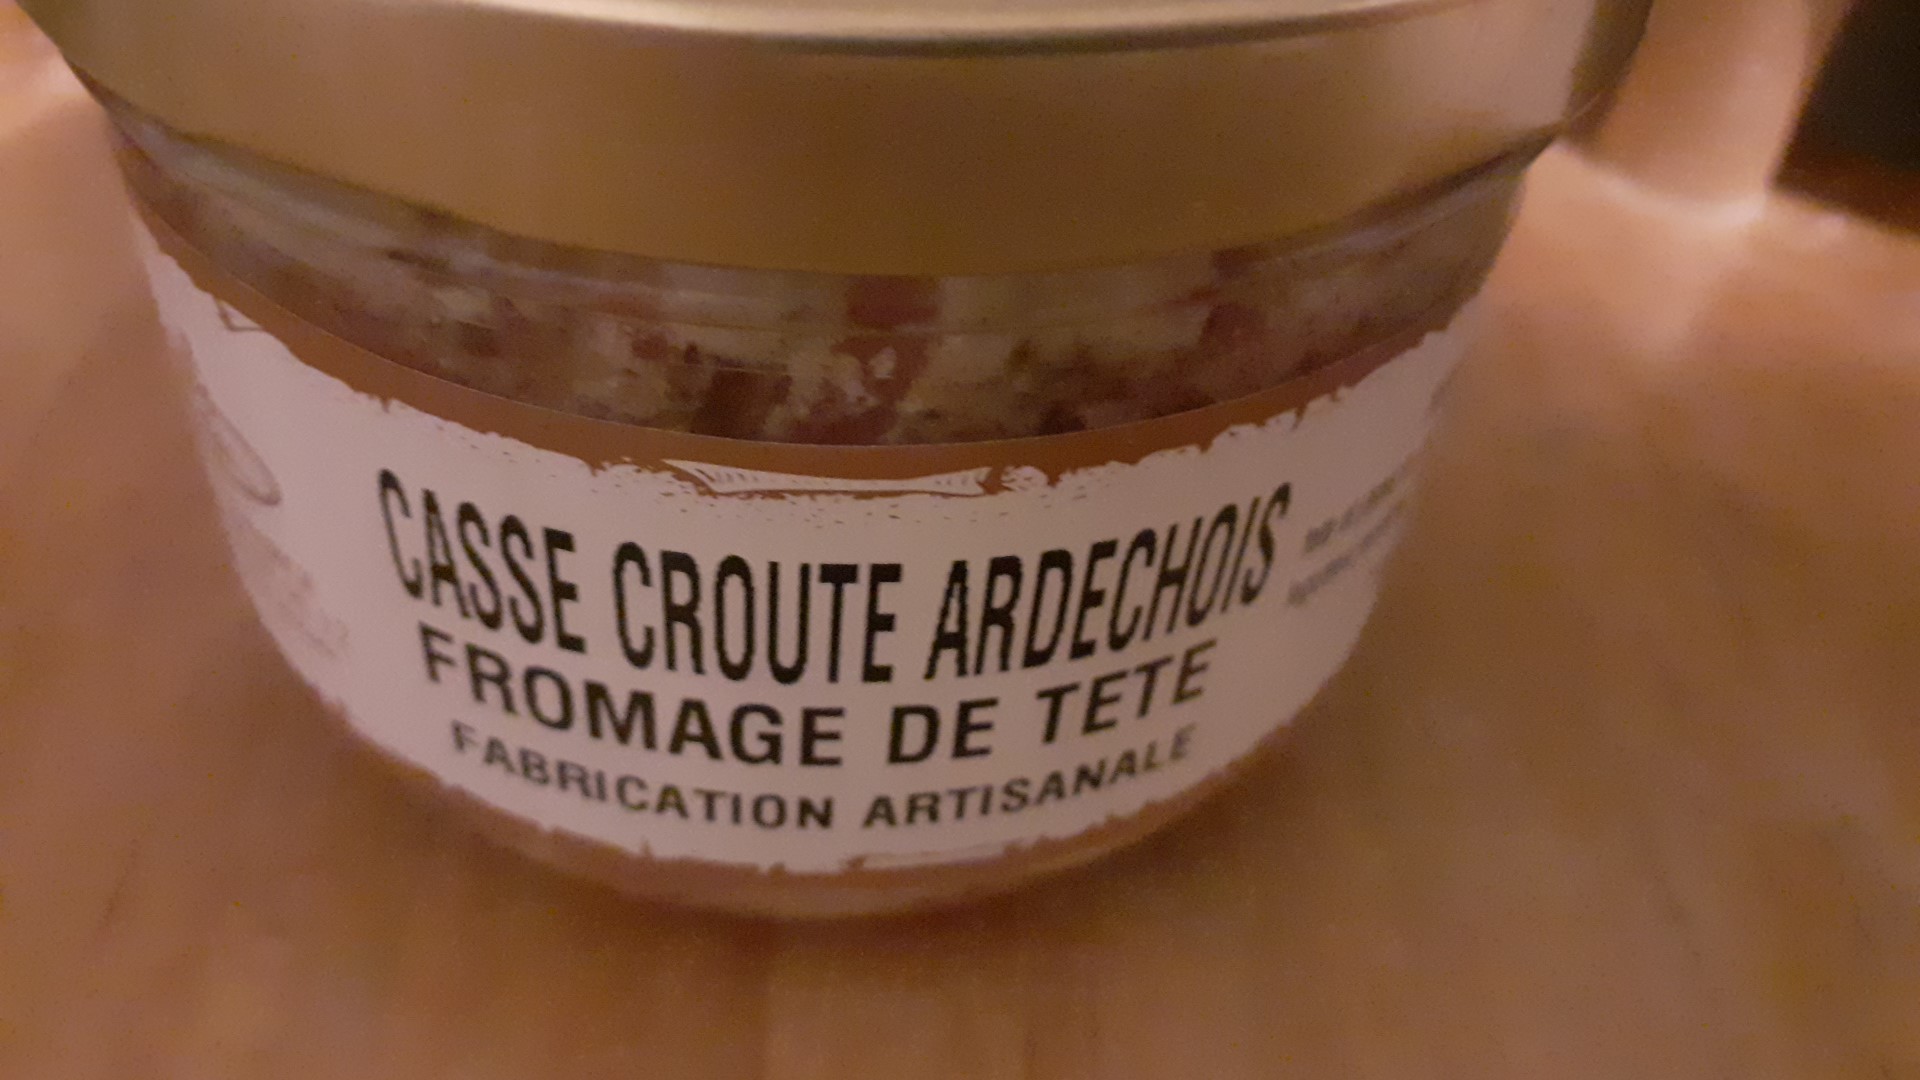 CASSE CROUTE ARDECHOIS
FROMAGE DE TETE
FABRICATION ARTISANALE